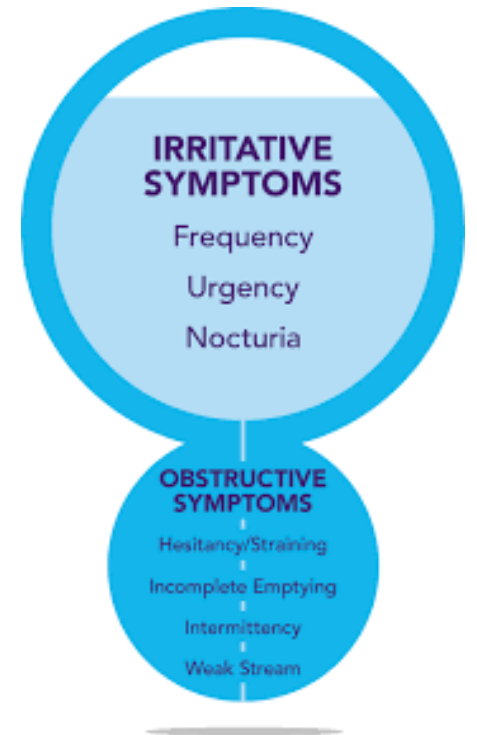 IRRITATIVE
SYMPTOMS
Frequency
Urgency
Nocturia
OBSTRUCTIVE
SYMPTOMS
Hesitancy/Straining
Incomplete Emptying
Intermittency
Weak Stream